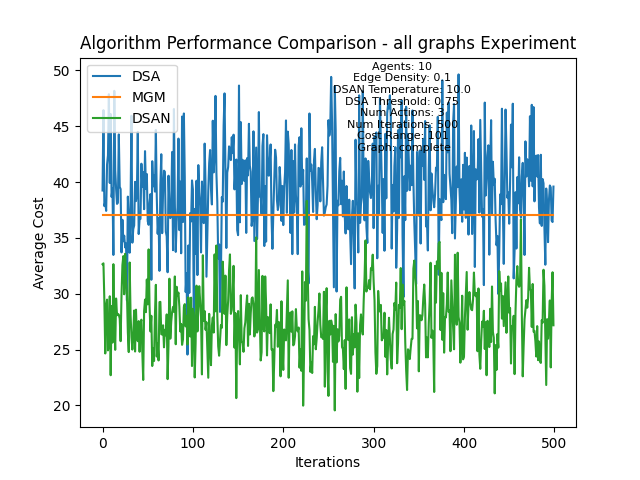 Algorithm Performance Comparison - all graphs Experiment
DSA
MGM
DSAN
Agents: 10
Edge Density: 0.1
DSAN Temperature: 10.0
DSA Threshold: 0.75
Num Actions: 3
Num Iterations: 500
Cost Range: 101
Graph: complete
Average Cost
50
45
40
35
30
25
20
0
100
200
300
400
500
Iterations